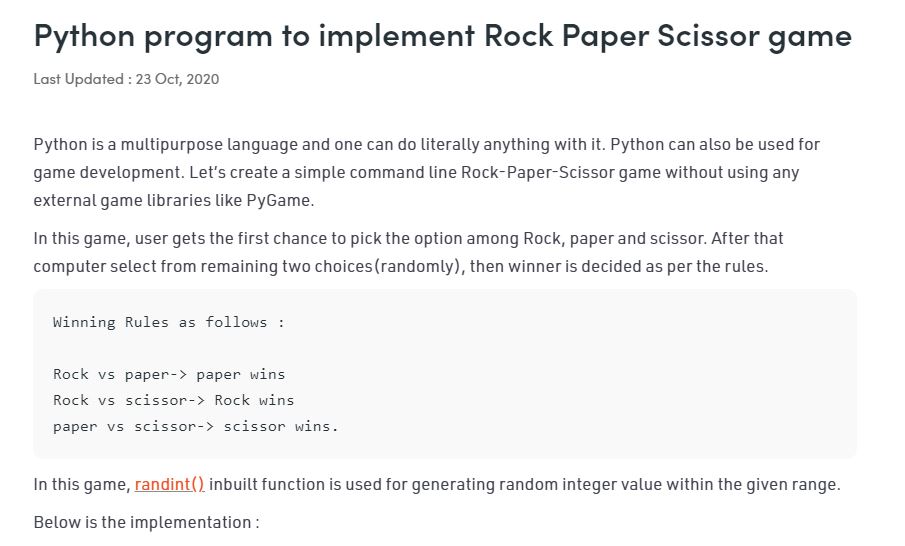 Python program to implement Rock Paper Scissor game
Last Updated : 23 Oct, 2020
Python is a multipurpose language and one can do literally anything with it. Python can also be used for
game development. Let’s create a simple command line Rock-Paper-Scissor game without using any
external game libraries like PyGame.
In this game, user gets the first chance to pick the option among Rock, paper and scissor. After that
computer select from remaining two choices(randomly), then winner is decided as per the rules.
Winning Rules as follows :
Rock vs paper-> paper wins
Rock vs scissor-> Rock wins
paper vs scissor-> scissor wins.
In this game, randint() inbuilt function is used for generating random integer value within the given range.
Below is the implementation :